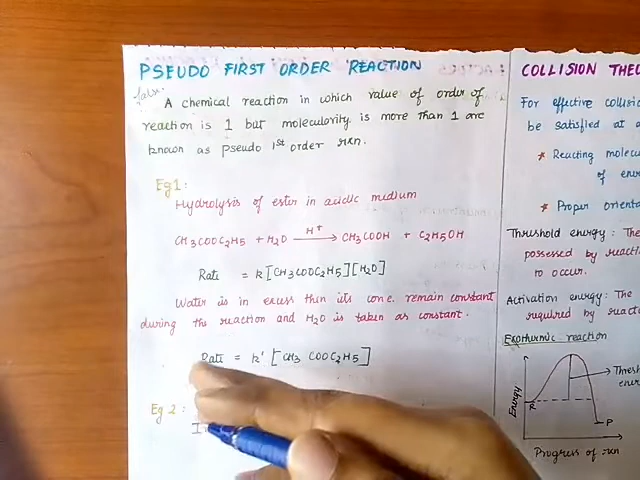 PSEUDO FIRST ORDER REACTION
A chemical reaction in which value of order of
reaction is 1 but molecularity is more than 1 are
known as pseudo 1st order rxn.
Eg1:
Hydrolysis of ester in acidic medium
CH3COOC2H5 + H2O —H+→ CH3COOH + C2H5OH
Rate = k[CH3COOC2H5][H2O]
Water is in excess then its conc. remain constant
during the reaction and H2O is taken as constant.
Rate = k' [CH3 COOC2H5]
Eg 2:
COLLISION THE
For effective collisi
be satisfied at a
* Reacting molecu
of ener
* Proper orienta
Threshold energy: The
possessed by reacti
to occur.
Activation energy: The
required by reacta
Exothermic reaction
Energy
R
Thresh
ene
P
Progress of rxn